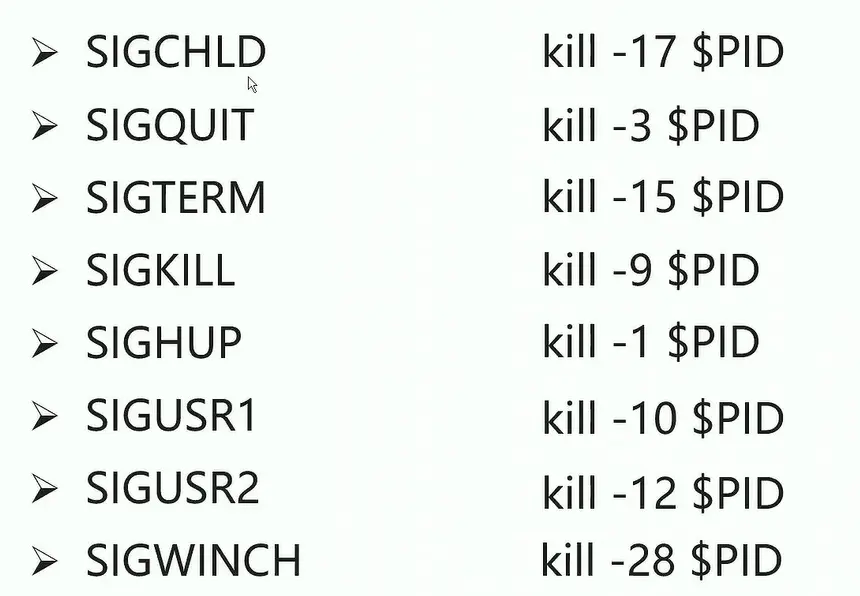 ➢ SIGCHLD kill -17 $PID
➢ SIGQUIT kill -3 $PID
➢ SIGTERM kill -15 $PID
➢ SIGKILL kill -9 $PID
➢ SIGHUP kill -1 $PID
➢ SIGUSR1 kill -10 $PID
➢ SIGUSR2 kill -12 $PID
➢ SIGWINCH kill -28 $PID